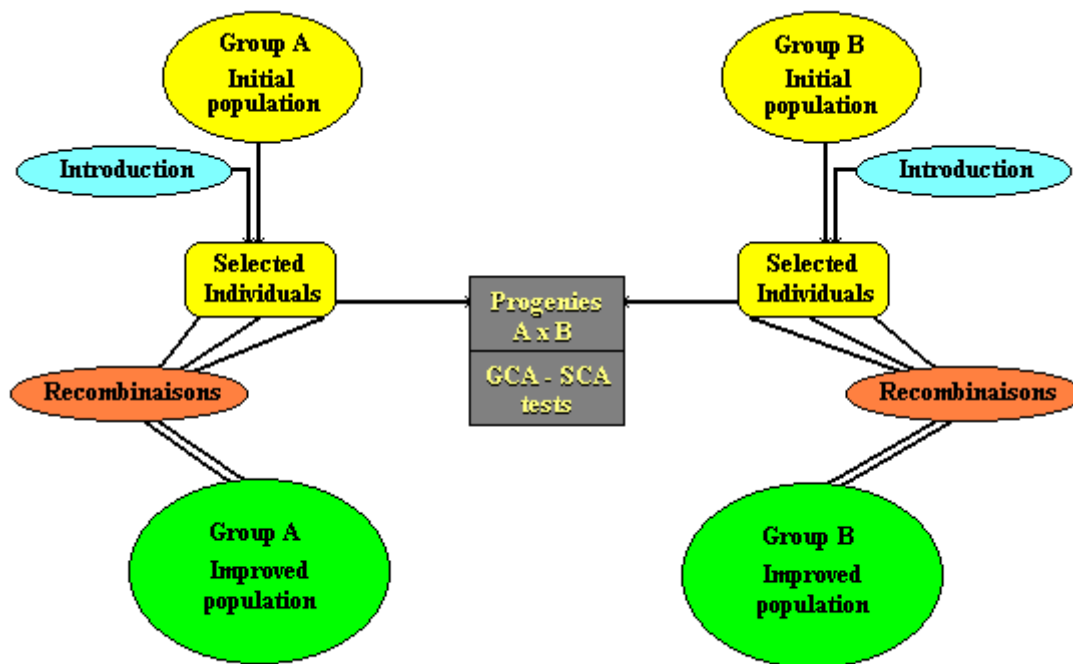 Group A
Initial
population
Group B
Initial
population
Introduction
Introduction
Selected
Individuals
Selected
Individuals
Progenies
A x B
GCA - SCA
tests
Recombinaisons
Recombinaisons
Group A
Improved
population
Group B
Improved
population